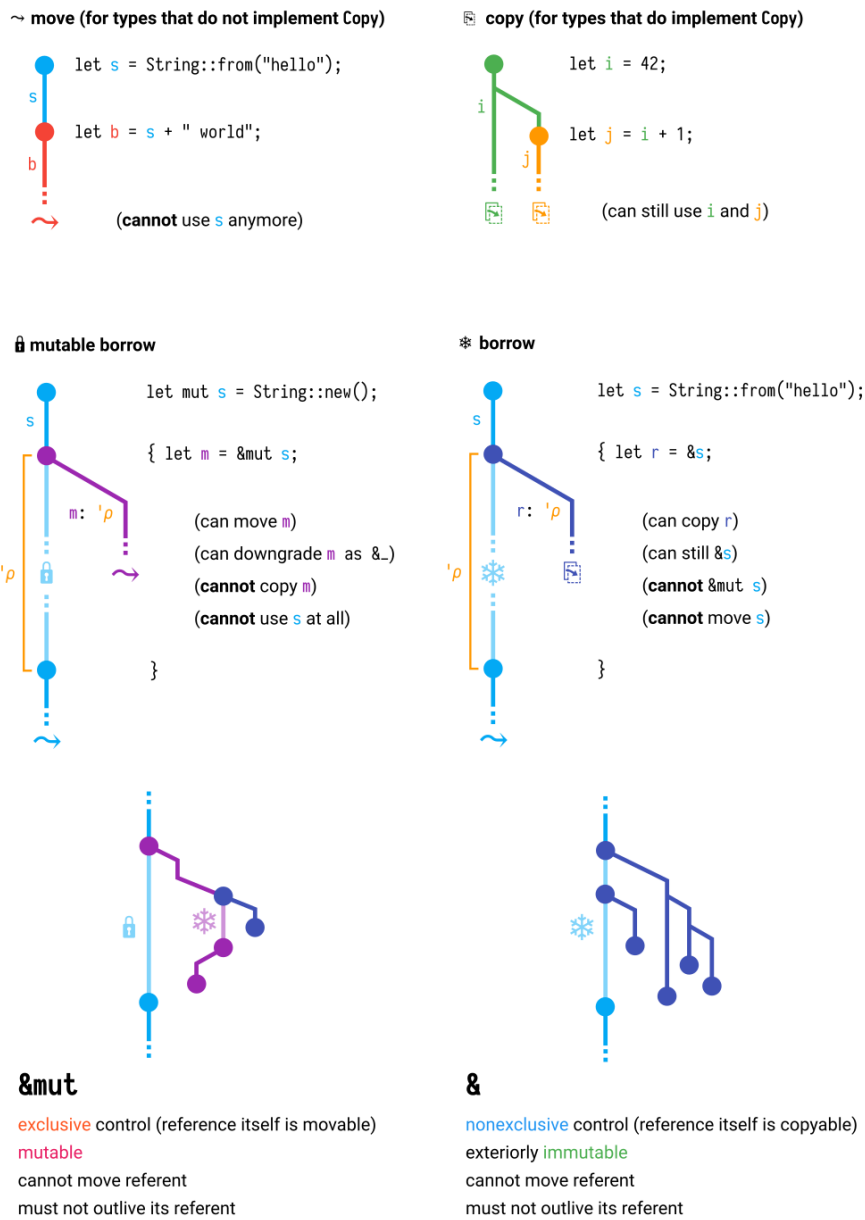 ⤳ move (for types that do not implement Copy)
let s = String::from("hello");
s
let b = s + " world";
b
(cannot use s anymore)
copy (for types that do implement Copy)
let i = 42;
i
let j = i + 1;
j
(can still use i and j)
mutable borrow
let mut s = String::new();
s
{ let m = &mut s;
m: 'ρ
(can move m)
(can downgrade m as &_)
'ρ
(cannot copy m)
(cannot use s at all)
}
❄ borrow
let s = String::from("hello");
s
{ let r = &s;
r: 'ρ
(can copy r)
(can still &s)
'ρ
(cannot &mut s)
(cannot move s)
}
&mut
exclusive control (reference itself is movable)
mutable
cannot move referent
must not outlive its referent
&
nonexclusive control (reference itself is copyable)
exteriorly immutable
cannot move referent
must not outlive its referent